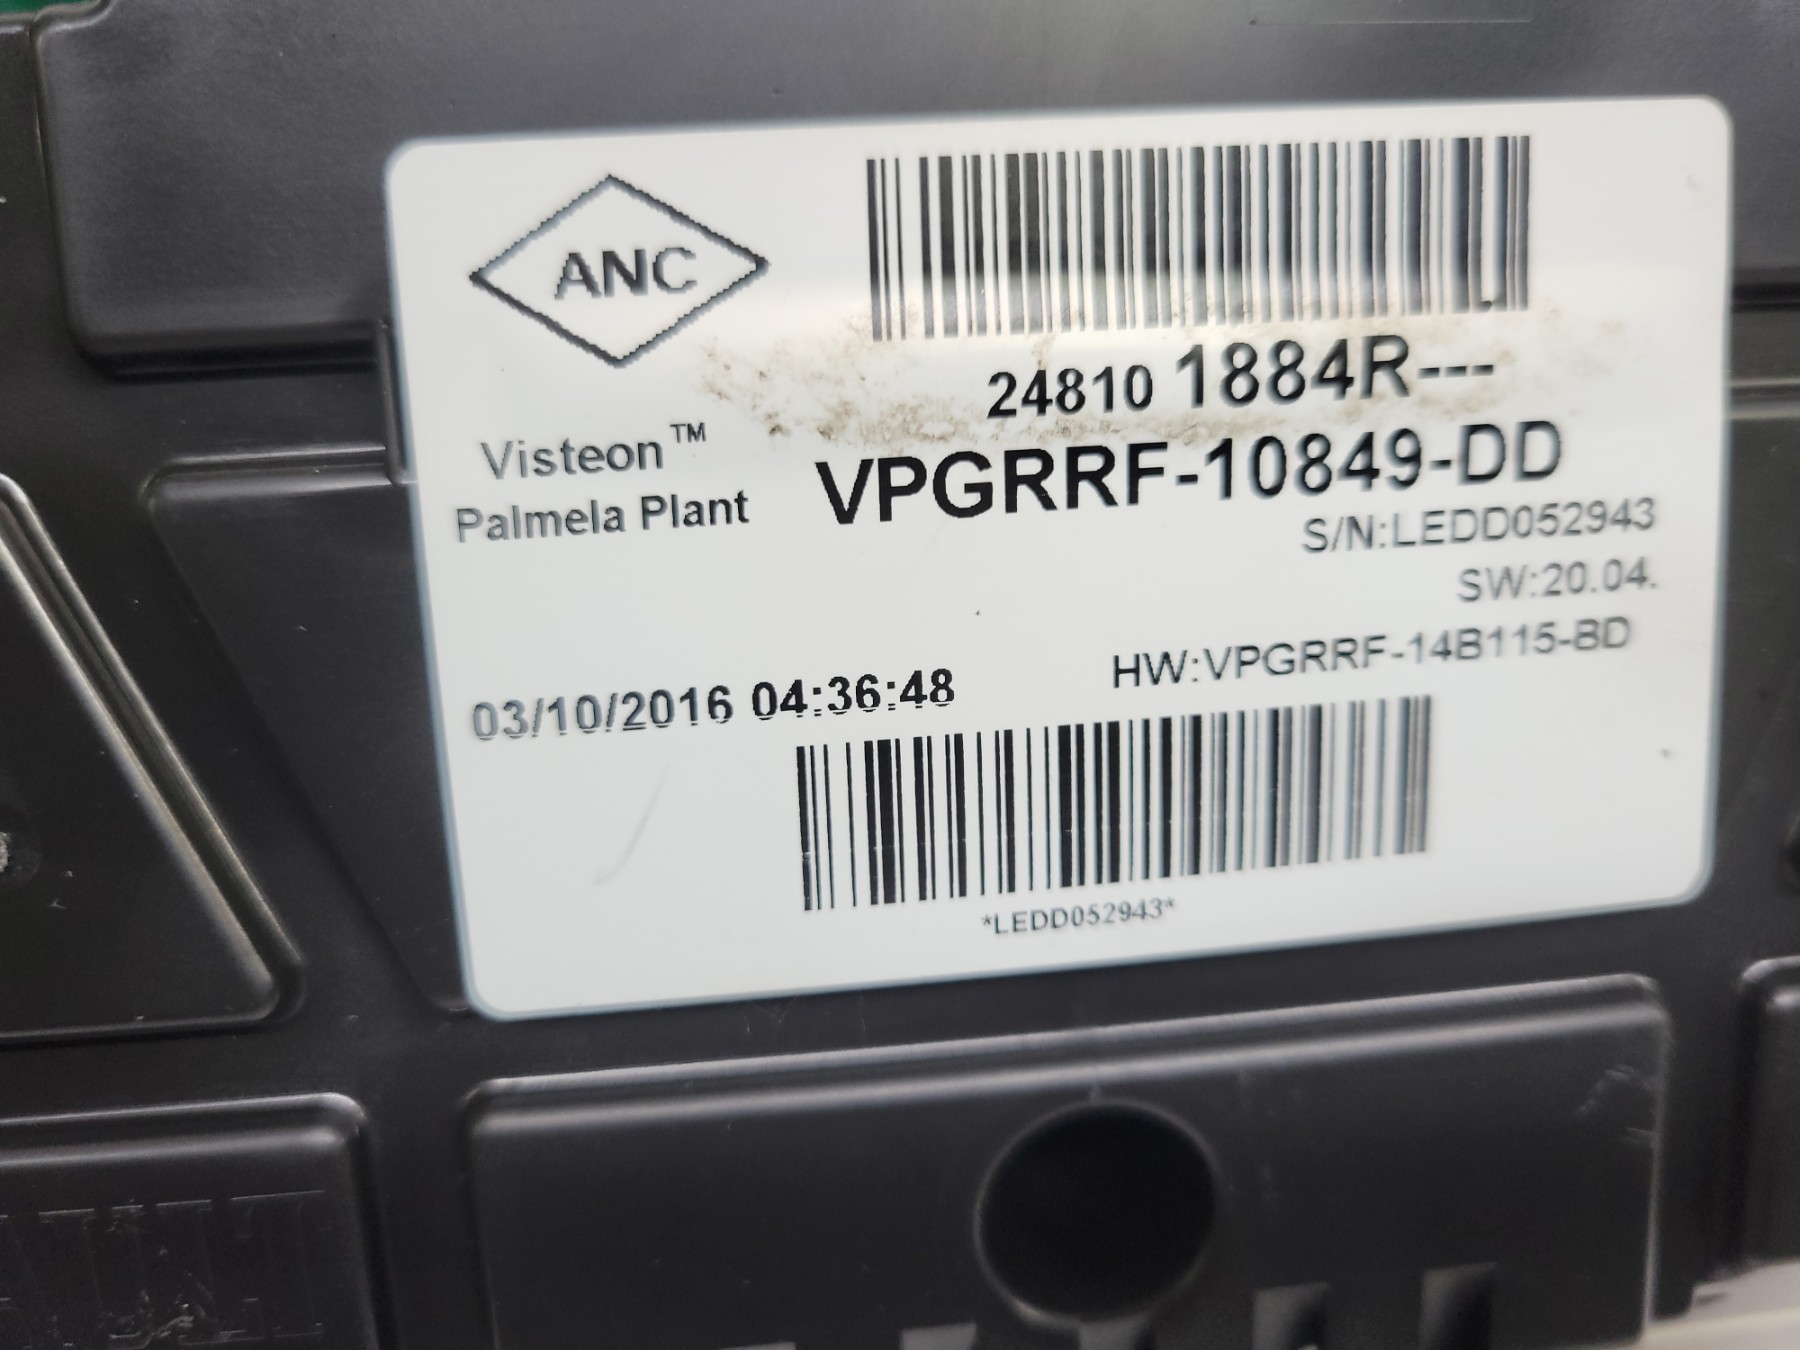 ANC
24810 1884R---
Visteon™
Palmela Plant
VPGRRF-10849-DD
S/N:LEDD052943
SW:20.04.
HW:VPGRRF-14B115-BD
03/10/2016 04:36:48
*LEDD052943*